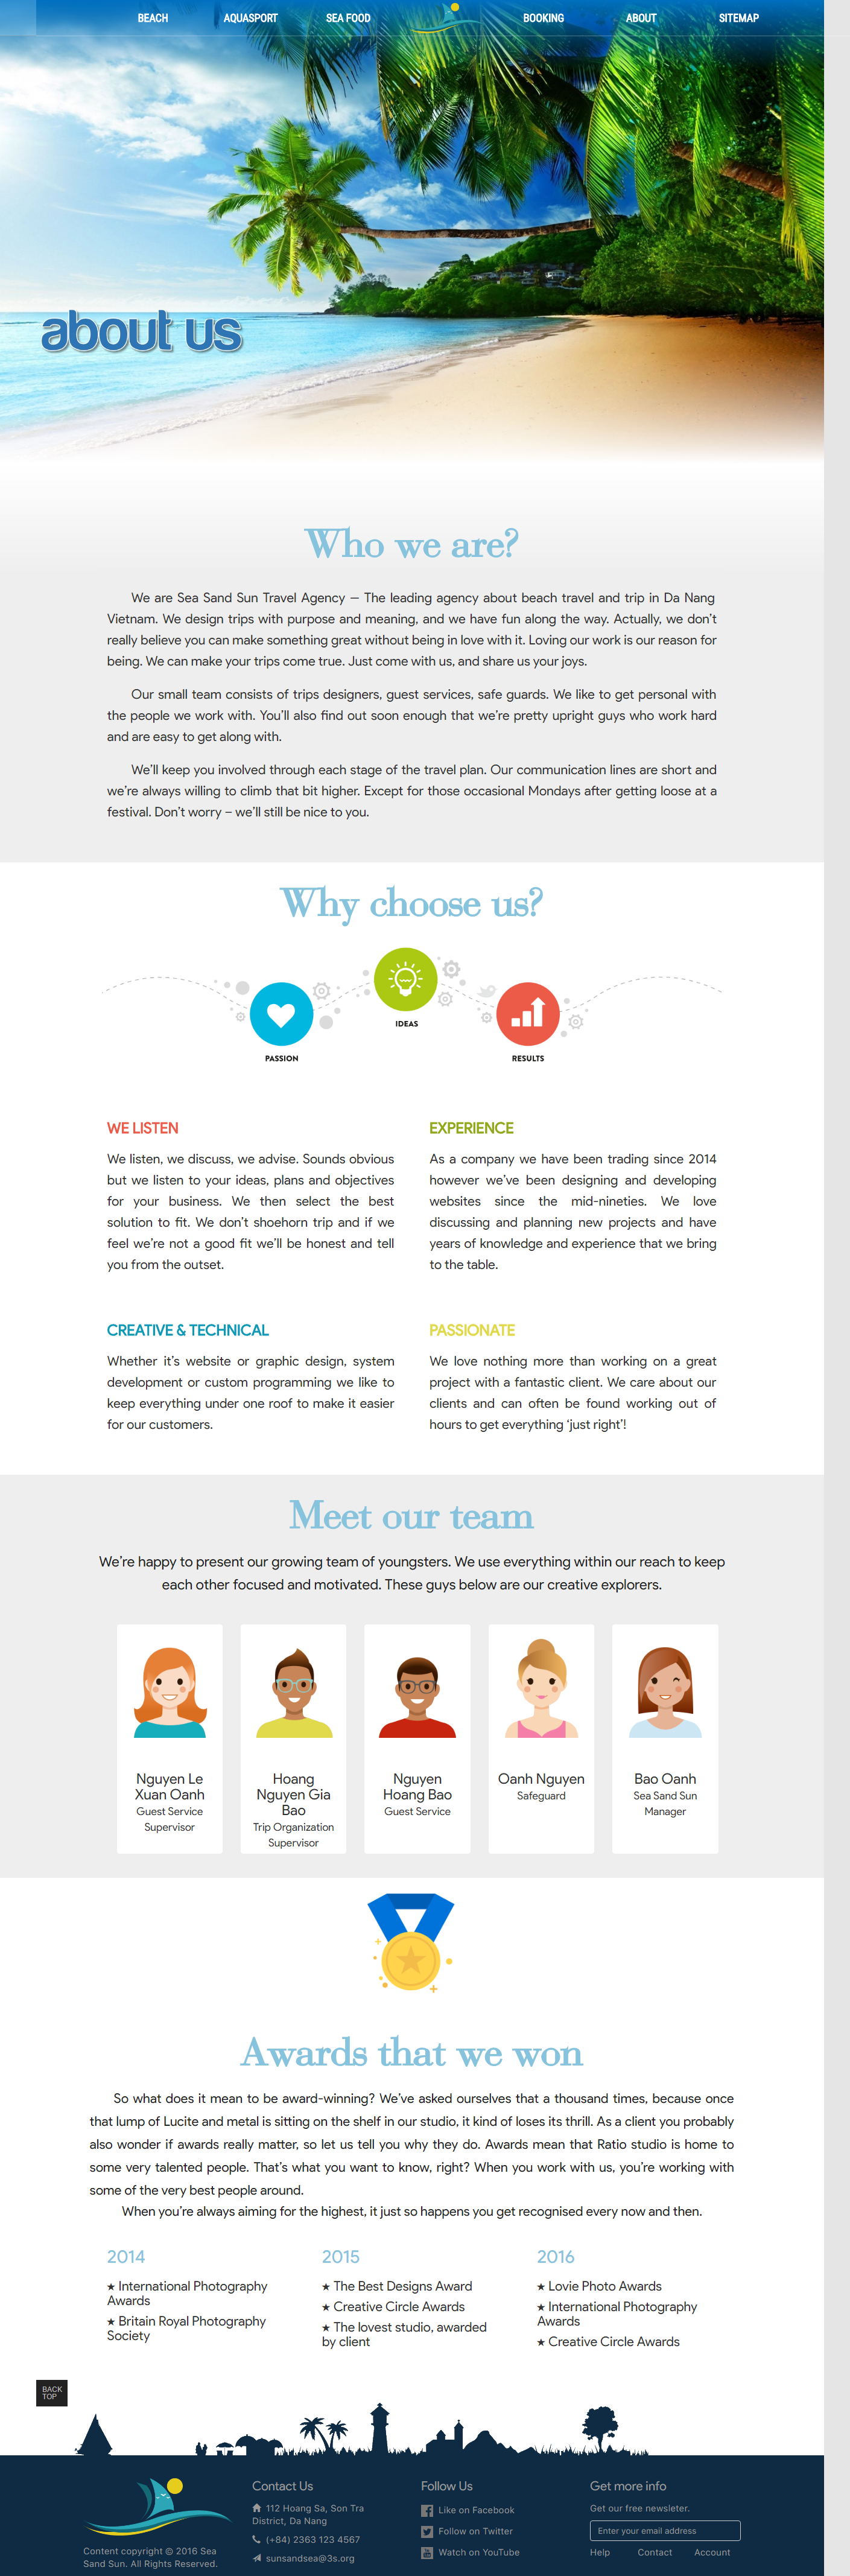 BEACH AQUASPORT SEA FOOD BOOKING ABOUT SITEMAP
about us
Who we are?
We are Sea Sand Sun Travel Agency – The leading agency about beach travel and trip in Da Nang
Vietnam. We design trips with purpose and meaning, and we have fun along the way. Actually, we don't
really believe you can make something great without being in love with it. Loving our work is our reason for
being. We can make your trips come true. Just come with us, and share us your joys.
Our small team consists of trips designers, guest services, safe guards. We like to get personal with
the people we work with. You'll also find out soon enough that we're pretty upright guys who work hard
and are easy to get along with.
We'll keep you involved through each stage of the travel plan. Our communication lines are short and
we're always willing to climb that bit higher. Except for those occasional Mondays after getting loose at a
festival. Don't worry – we'll still be nice to you.
Why choose us?
IDEAS
PASSION
RESULTS
WE LISTEN
We listen, we discuss, we advise. Sounds obvious
but we listen to your ideas, plans and objectives
for your business. We then select the best
solution to fit. We don't shoehorn trip and if we
feel we're not a good fit we'll be honest and tell
you from the outset.
EXPERIENCE
As a company we have been trading since 2014
however we've been designing and developing
websites since the mid-nineties. We love
discussing and planning new projects and have
years of knowledge and experience that we bring
to the table.
CREATIVE & TECHNICAL
Whether it's website or graphic design, system
development or custom programming we like to
keep everything under one roof to make it easier
for our customers.
PASSIONATE
We love nothing more than working on a great
project with a fantastic client. We care about our
clients and can often be found working out of
hours to get everything ‘just right’!
Meet our team
We're happy to present our growing team of youngsters. We use everything within our reach to keep
each other focused and motivated. These guys below are our creative explorers.
Nguyen Le
Xuan Oanh
Guest Service
Supervisor
Hoang
Nguyen Gia
Bao
Trip Organization
Supervisor
Nguyen
Hoang Bao
Guest Service
Oanh Nguyen
Safeguard
Bao Oanh
Sea Sand Sun
Manager
Awards that we won
So what does it mean to be award-winning? We've asked ourselves that a thousand times, because once
that lump of Lucite and metal is sitting on the shelf in our studio, it kind of loses its thrill. As a client you probably
also wonder if awards really matter, so let us tell you why they do. Awards mean that Ratio studio is home to
some very talented people. That's what you want to know, right? When you work with us, you're working with
some of the very best people around.
When you're always aiming for the highest, it just so happens you get recognised every now and then.
2014
★ International Photography
Awards
★ Britain Royal Photography
Society
2015
★ The Best Designs Award
★ Creative Circle Awards
★ The lovest studio, awarded
by client
2016
★ Lovie Photo Awards
★ International Photography
Awards
★ Creative Circle Awards
BACK
TOP
Content copyright © 2016 Sea
Sand Sun. All Rights Reserved.
Contact Us
112 Hoang Sa, Son Tra
District, Da Nang
(+84) 2363 123 4567
sunsandsea@3s.org
Follow Us
Like on Facebook
Follow on Twitter
Watch on YouTube
Get more info
Get our free newsleter.
Enter your email address
Help Contact Account